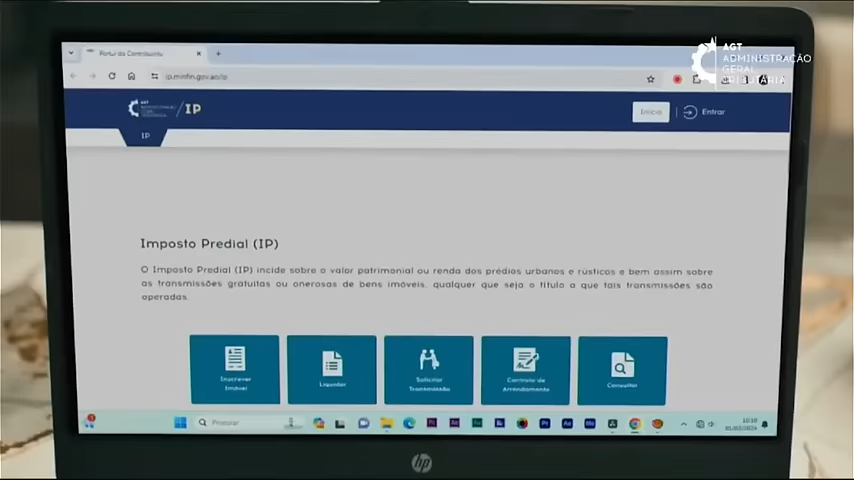 AGT
ADMINISTRAÇÃO
GERAL
TRIBUTÁRIA
Portal do Contribuinte
ip.minfin.gov.ao/ip
AGT
/IP
Início
Entrar
IP
Imposto Predial (IP)
O Imposto Predial (IP) incide sobre o valor patrimonial ou renda dos prédios urbanos e rústicos e bem assim sobre
as transmissões gratuitas ou onerosas de bens imóveis, qualquer que seja o título a que tais transmissões são
operadas.
Inscrever
Imóvel
Liquidar
Solicitar
Transmissão
Contrato de
Arrendamento
Consultar
Procurar
hp